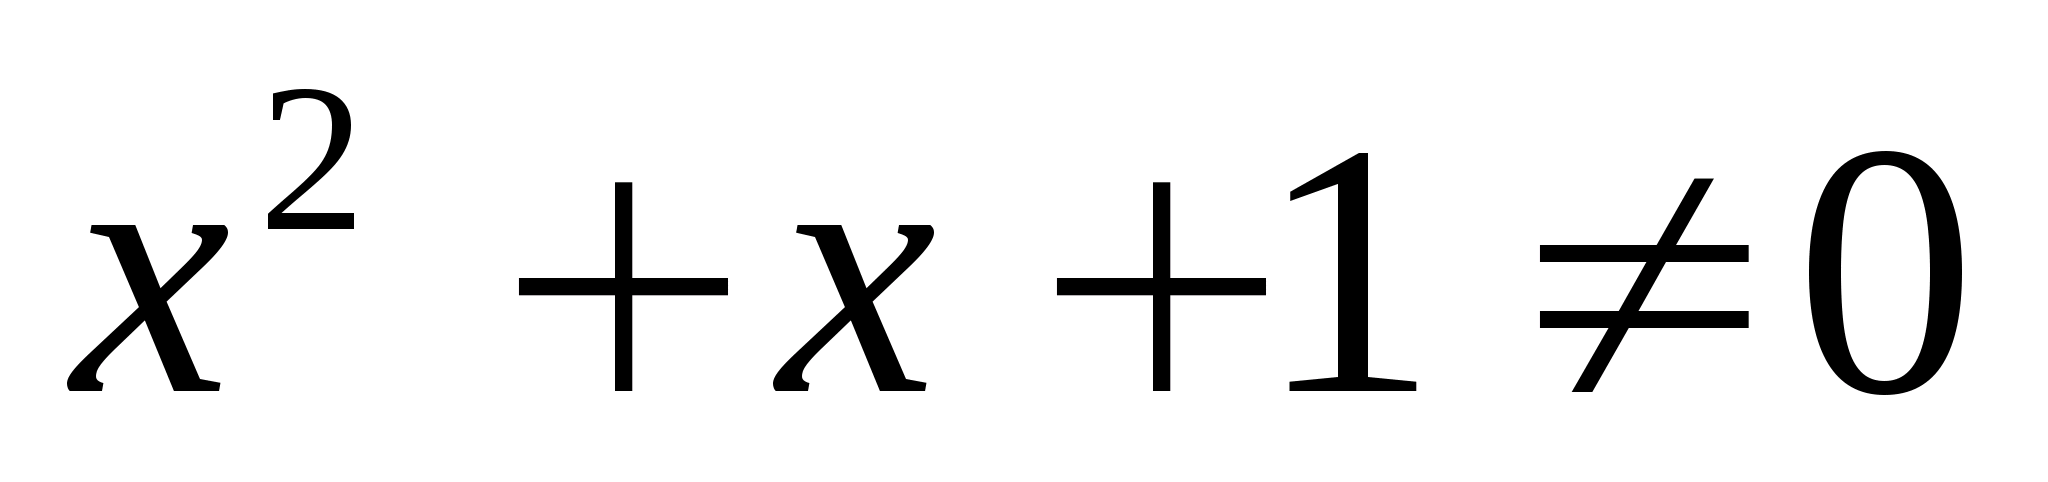 x² + x + 1 ≠ 0